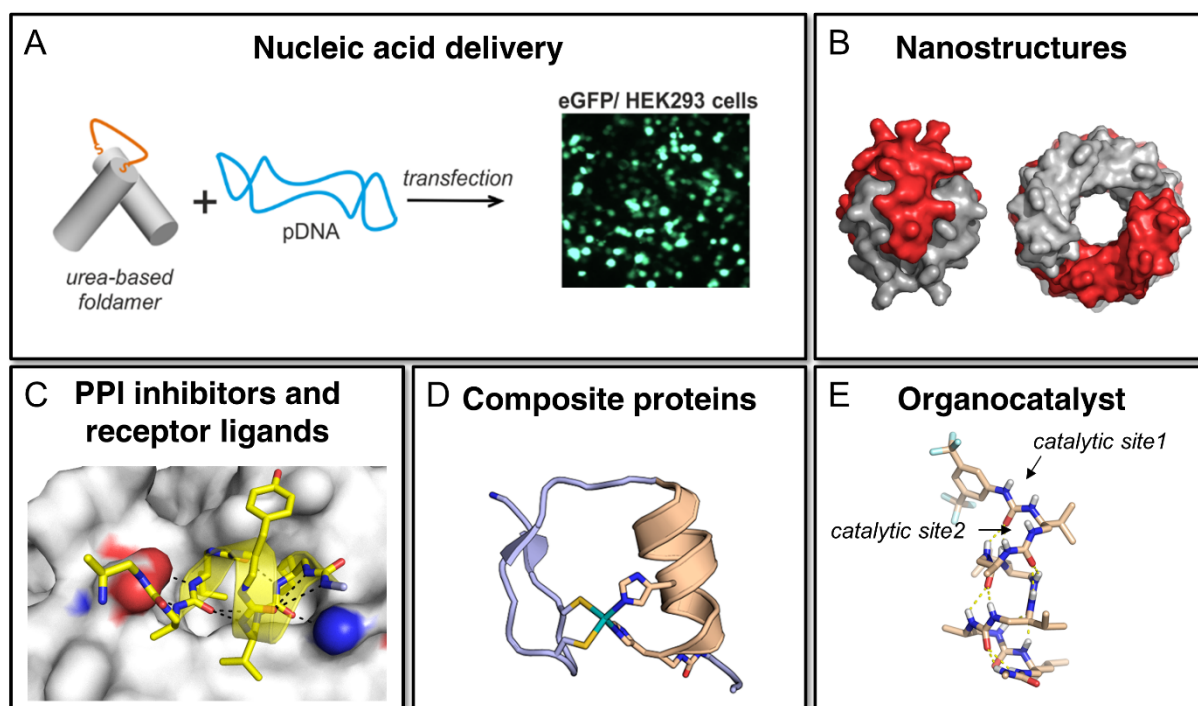 A
Nucleic acid delivery
eGFP/ HEK293 cells
S
S
+
transfection
pDNA
urea-based
foldamer
B
Nanostructures
C
PPI inhibitors and
receptor ligands
D
Composite proteins
E
Organocatalyst
catalytic site1
catalytic site2